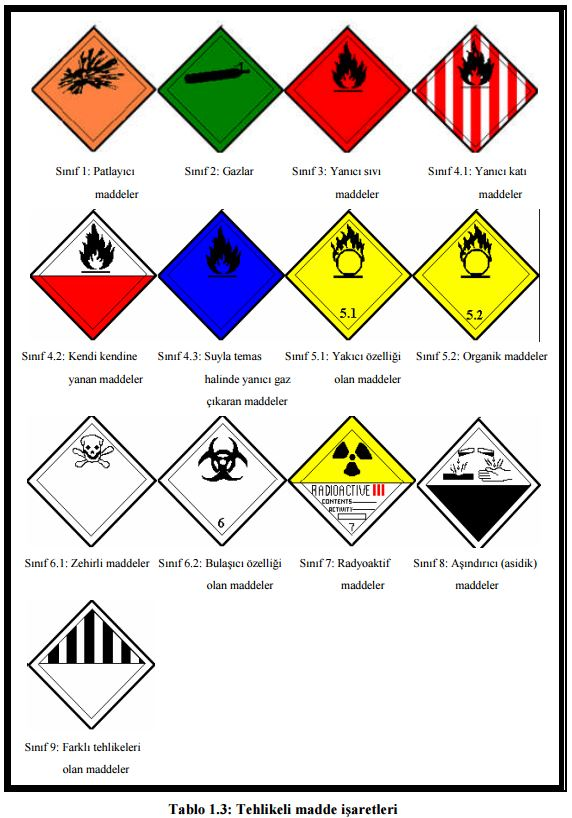 Sınıf 1: Patlayıcı
maddeler
Sınıf 2: Gazlar
Sınıf 3: Yanıcı sıvı
maddeler
Sınıf 4.1: Yanıcı katı
maddeler
5.1
5.2
Sınıf 4.2: Kendi kendine
yanan maddeler
Sınıf 4.3: Suyla temas
halinde yanıcı gaz
çıkaran maddeler
Sınıf 5.1: Yakıcı özelliği
olan maddeler
Sınıf 5.2: Organik maddeler
6
RADIOACTIVE III
CONTENTS
ACTIVITY
7
Sınıf 6.1: Zehirli maddeler
Sınıf 6.2: Bulaşıcı özelliği
olan maddeler
Sınıf 7: Radyoaktif
maddeler
Sınıf 8: Aşındırıcı (asidik)
maddeler
Sınıf 9: Farklı tehlikeleri
olan maddeler
Tablo 1.3: Tehlikeli madde işaretleri